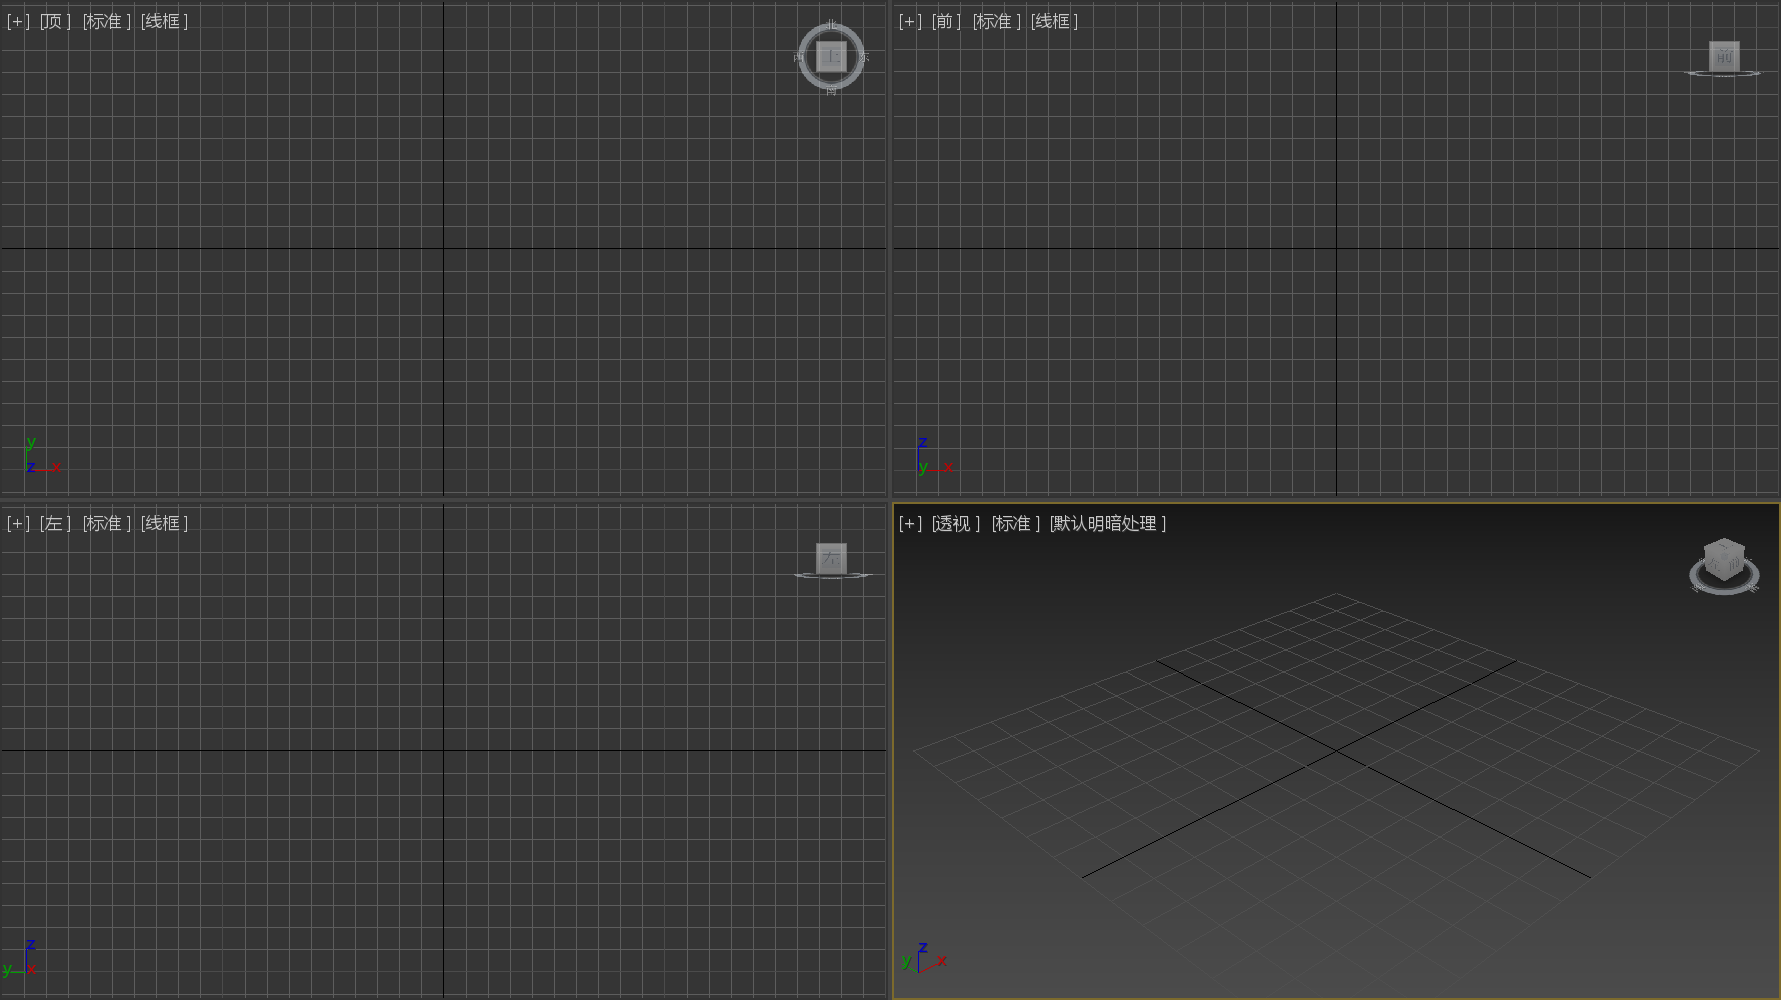 [+] [顶] [标准] [线框]
北
西 上 东
南
y
z x
[+] [前] [标准] [线框]
前
z
y x
[+] [左] [标准] [线框]
左
z
y x
[+] [透视] [标准] [默认明暗处理]
z
y x